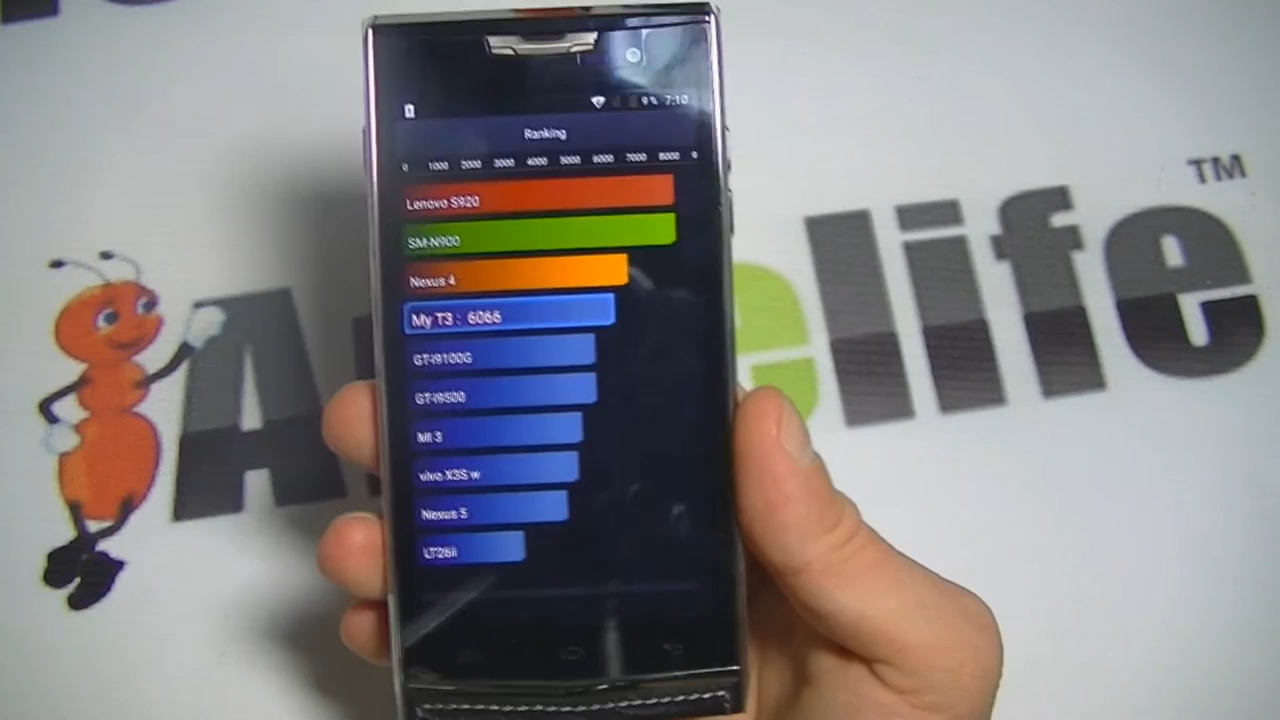 TM
9% 7:10
Ranking
0 1000 2000 3000 4000 5000 6000 7000 8000 9
Lenovo S920
SM-N900
Nexus 4
My T3 : 6066
GT-I9100G
GT-I9500
MI 3
vivo X3S w
Nexus 5
LT26ii
life